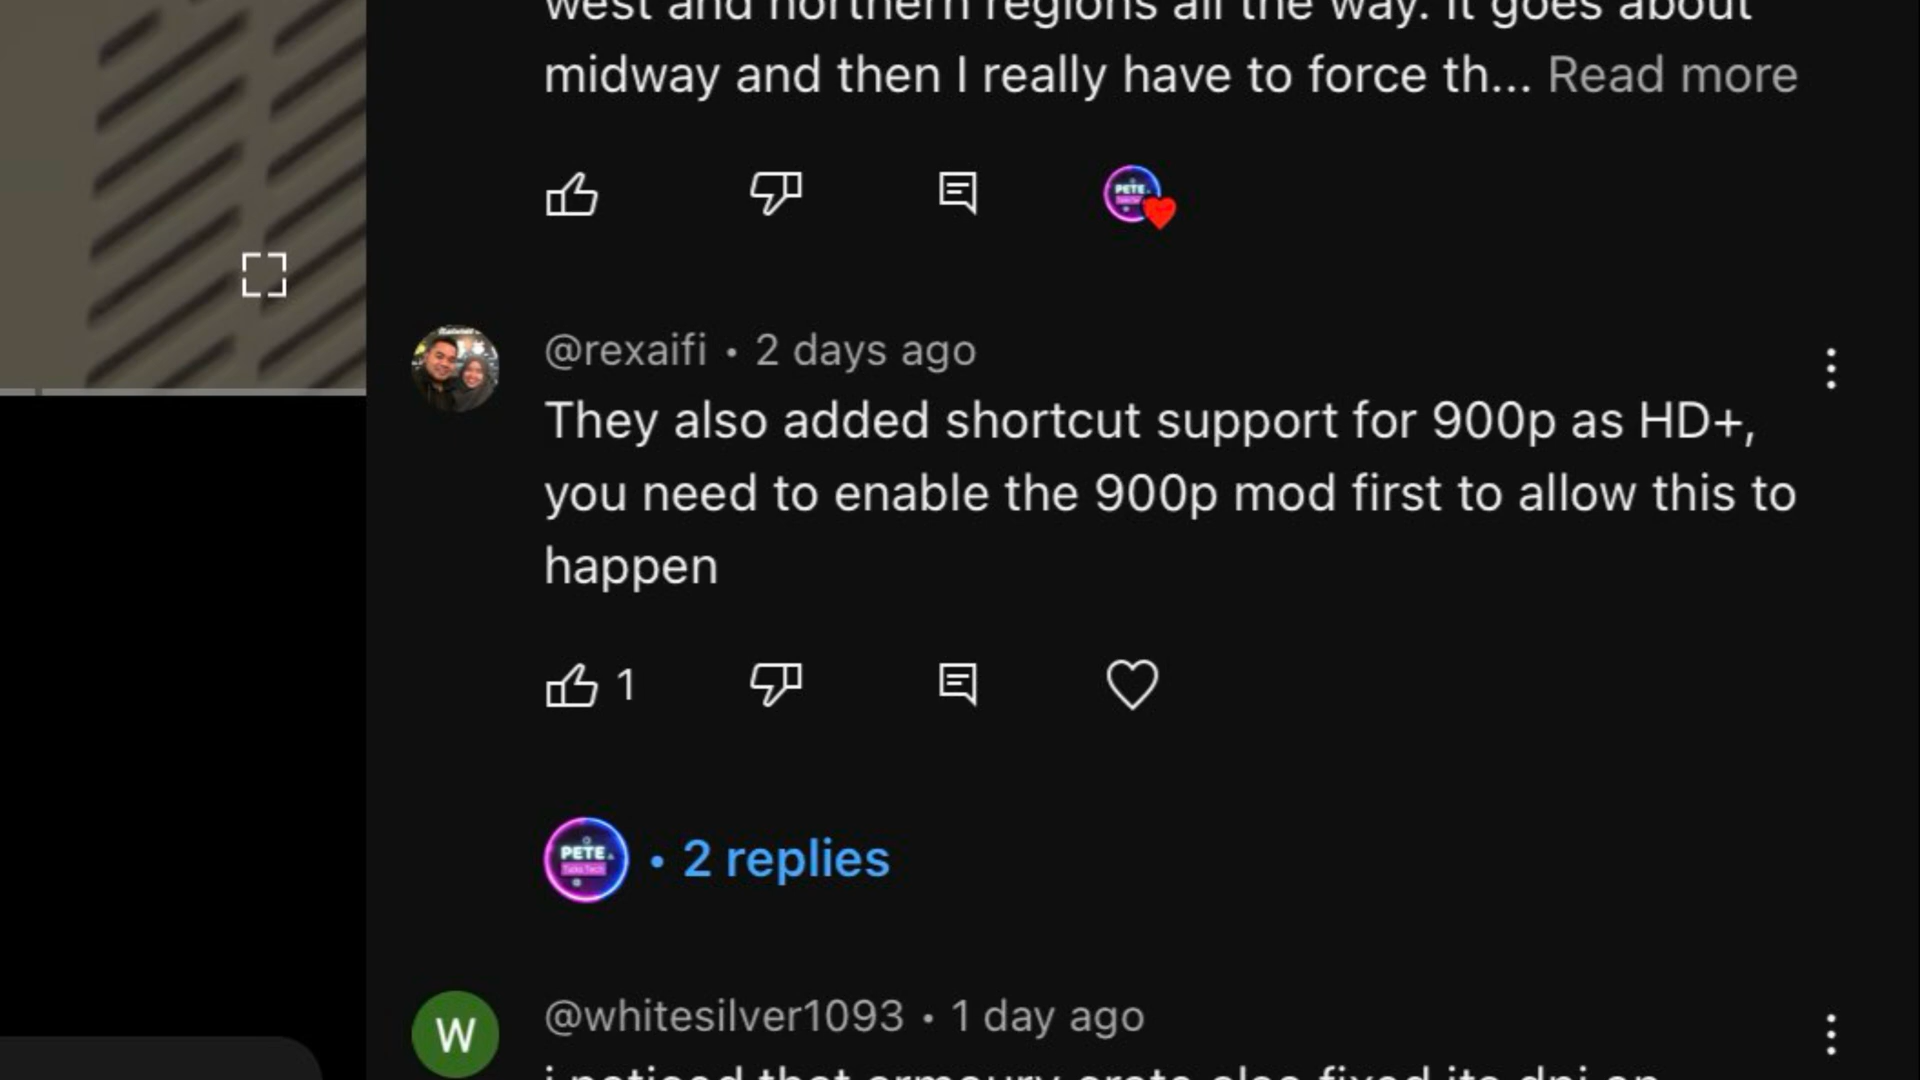 west and northern regions all the way. It goes about
midway and then I really have to force th... Read more
PETE
@rexaifi • 2 days ago
They also added shortcut support for 900p as HD+,
you need to enable the 900p mod first to allow this to
happen
1
PETE
Talks Tech
• 2 replies
W
@whitesilver1093 • 1 day ago
i noticed that armoury crate also fixed its dpi on